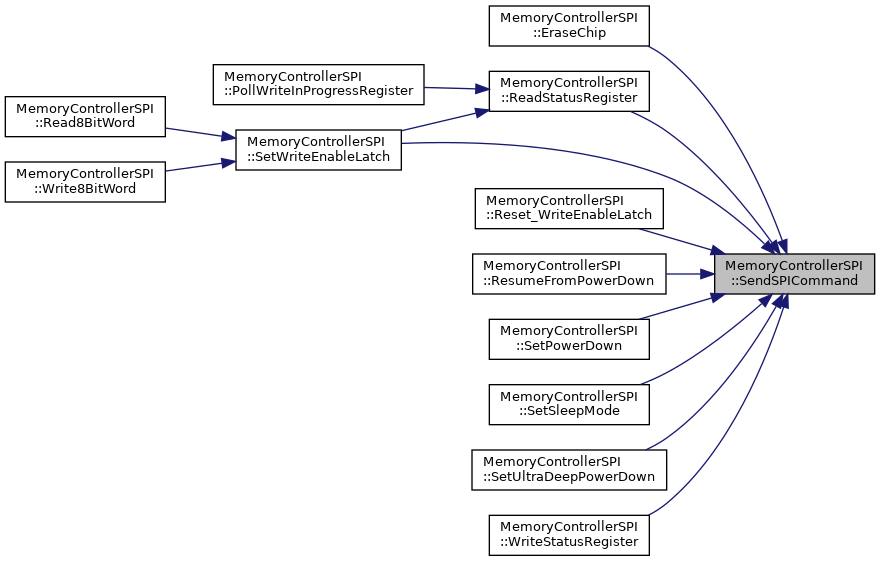 MemoryControllerSPI
::EraseChip
MemoryControllerSPI
::PollWriteInProgressRegister
MemoryControllerSPI
::ReadStatusRegister
MemoryControllerSPI
::Read8BitWord
MemoryControllerSPI
::SetWriteEnableLatch
MemoryControllerSPI
::Write8BitWord
MemoryControllerSPI
::Reset_WriteEnableLatch
MemoryControllerSPI
::SendSPICommand
MemoryControllerSPI
::ResumeFromPowerDown
MemoryControllerSPI
::SetPowerDown
MemoryControllerSPI
::SetSleepMode
MemoryControllerSPI
::SetUltraDeepPowerDown
MemoryControllerSPI
::WriteStatusRegister